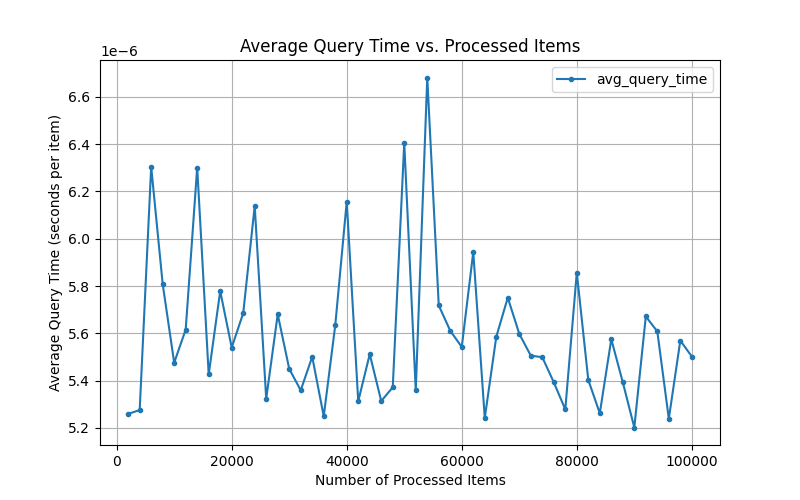 Average Query Time vs. Processed Items
1e−6
avg_query_time
6.6
6.4
6.2
6.0
5.8
5.6
5.4
5.2
Average Query Time (seconds per item)
0 20000 40000 60000 80000 100000
Number of Processed Items